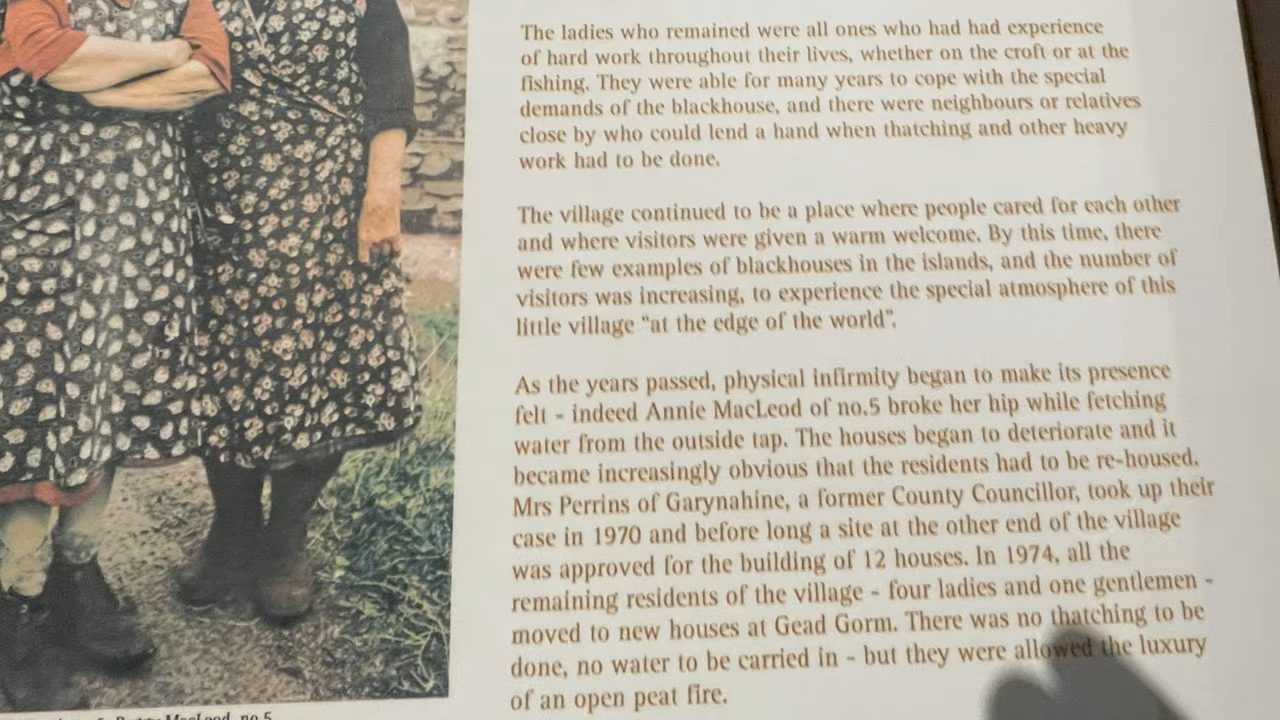 The ladies who remained were all ones who had had experience
of hard work throughout their lives, whether on the croft or at the
fishing. They were able for many years to cope with the special
demands of the blackhouse, and there were neighbours or relatives
close by who could lend a hand when thatching and other heavy
work had to be done.
The village continued to be a place where people cared for each other
and where visitors were given a warm welcome. By this time, there
were few examples of blackhouses in the islands, and the number of
visitors was increasing, to experience the special atmosphere of this
little village "at the edge of the world".
As the years passed, physical infirmity began to make its presence
felt - indeed Annie MacLeod of no.5 broke her hip while fetching
water from the outside tap. The houses began to deteriorate and it
became increasingly obvious that the residents had to be re-housed.
Mrs Perrins of Garynahine, a former County Councillor, took up their
case in 1970 and before long a site at the other end of the village
was approved for the building of 12 houses. In 1974, all the
remaining residents of the village - four ladies and one gentlemen -
moved to new houses at Gead Gorm. There was no thatching to be
done, no water to be carried in - but they were allowed the luxury
of an open peat fire.
MacLeod, no 5